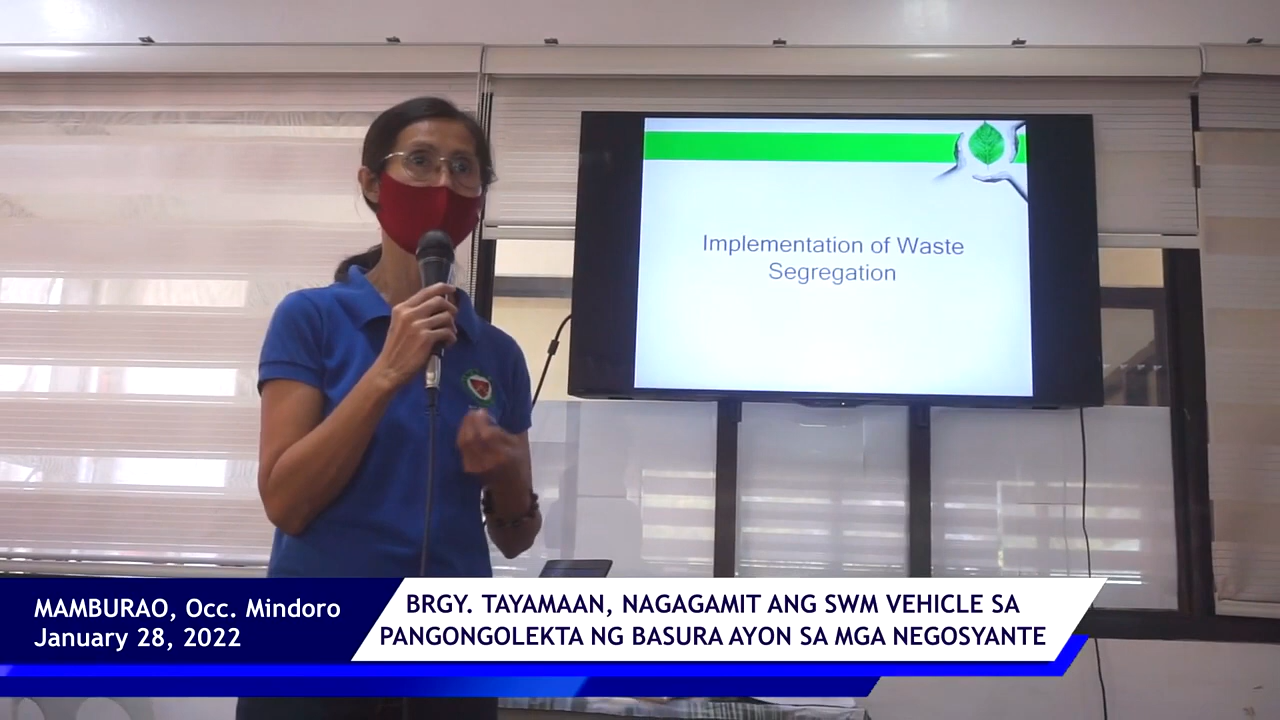 Implementation of Waste
Segregation
MAMBURAO, Occ. Mindoro
January 28, 2022
BRGY. TAYAMAAN, NAGAGAMIT ANG SWM VEHICLE SA
PANGONGOLEKTA NG BASURA AYON SA MGA NEGOSYANTE